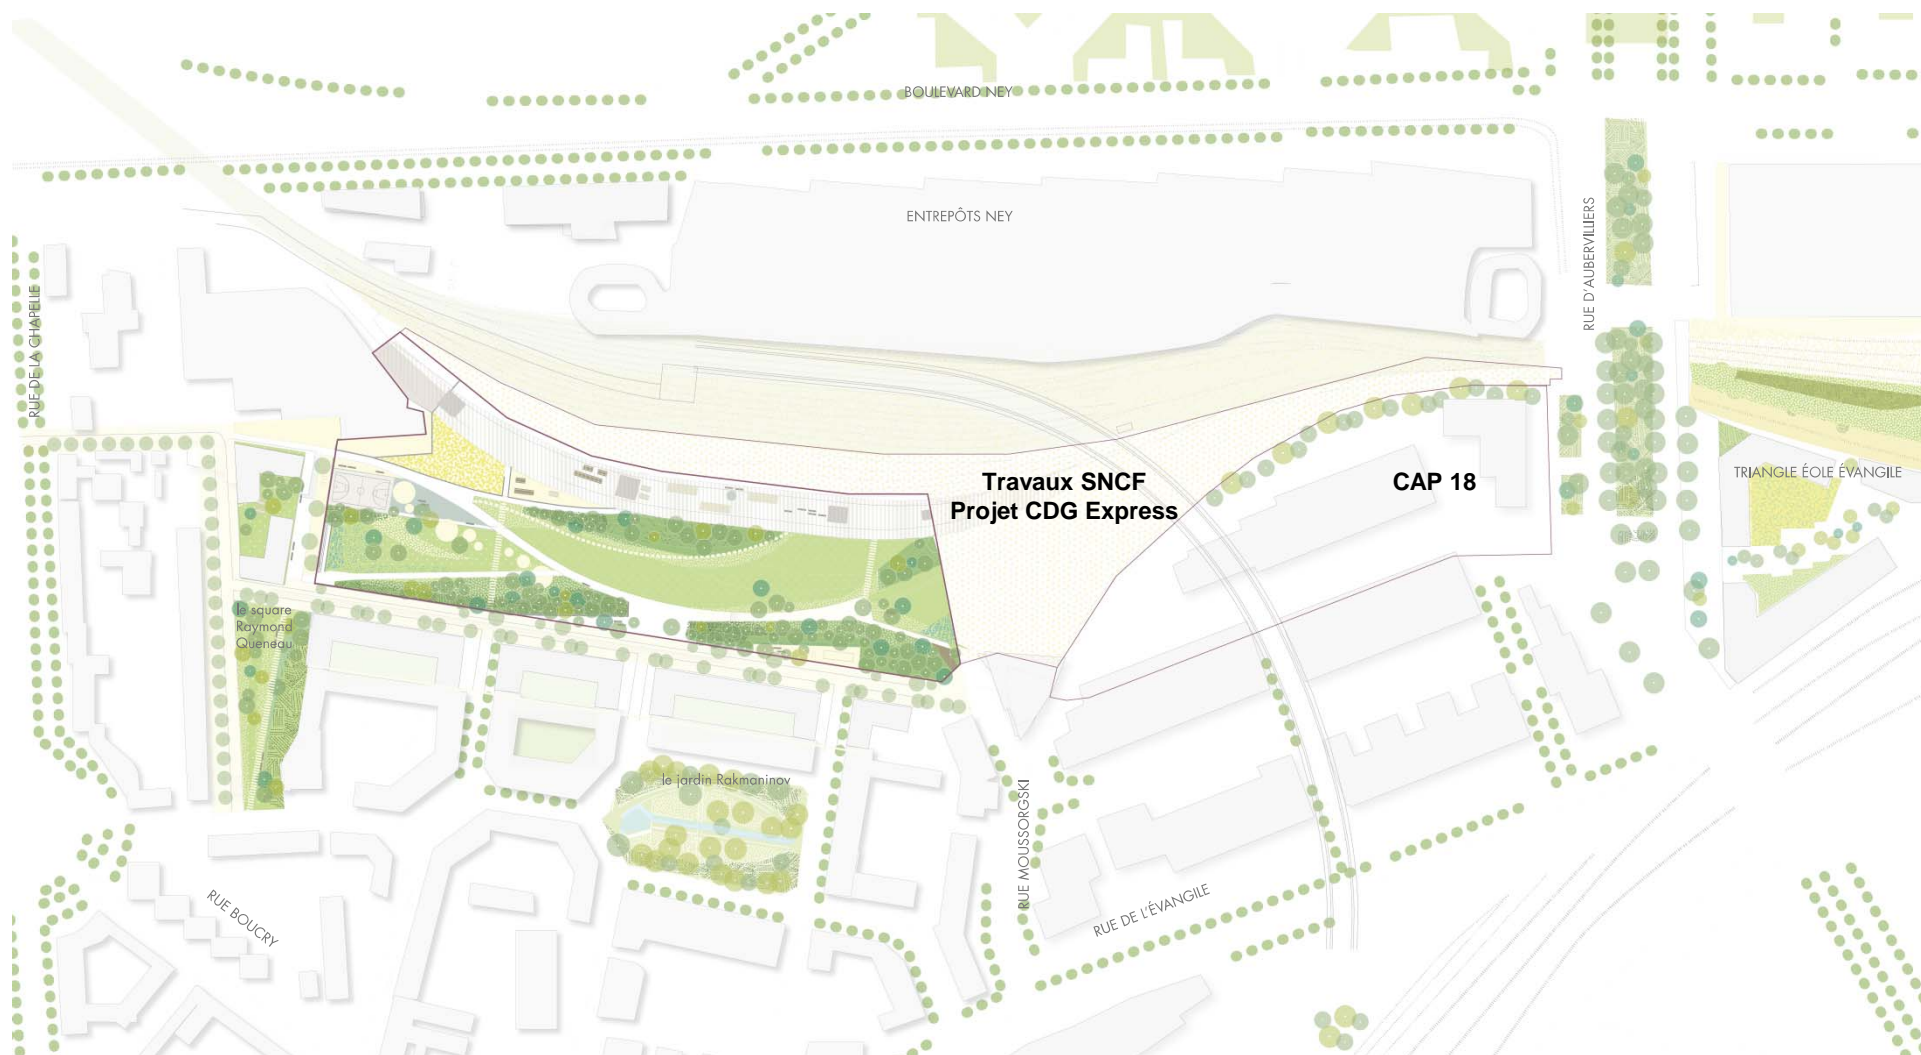 BOULEVARD NEY
ENTREPÔTS NEY
RUE D'AUBERVILLIERS
RUE DE LA CHAPELLE
Travaux SNCF
Projet CDG Express
CAP 18
TRIANGLE ÉOLE ÉVANGILE
le square
Raymond
Queneau
le jardin Rakmaninov
RUE MOUSSORGSKI
RUE BOUCRY
RUE DE L'ÉVANGILE